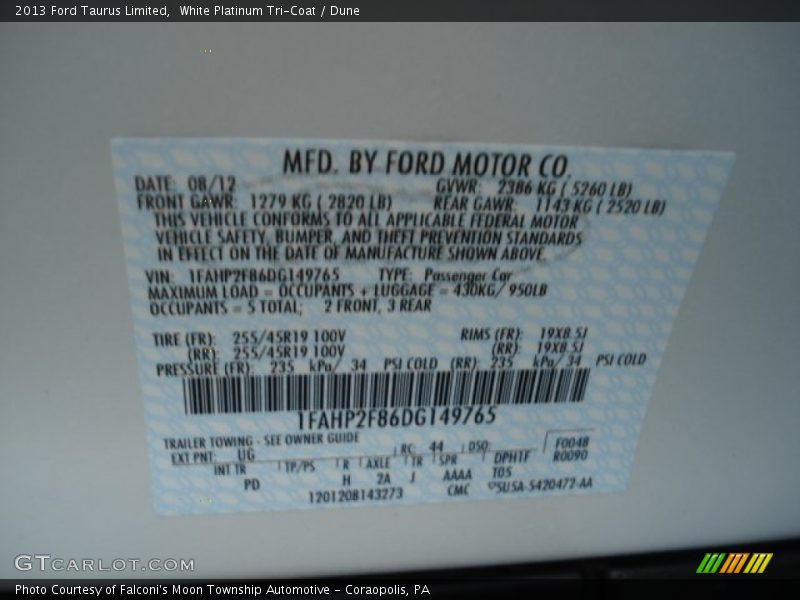 2013 Ford Taurus Limited,  White Platinum Tri-Coat / Dune
MFD. BY FORD MOTOR CO.
DATE: 08/12 GVWR: 2386 KG ( 5260 LB)
FRONT GAWR: 1279 KG ( 2820 LB) REAR GAWR: 1143 KG ( 2520 LB)
THIS VEHICLE CONFORMS TO ALL APPLICABLE FEDERAL MOTOR
VEHICLE SAFETY, BUMPER, AND THEFT PREVENTION STANDARDS
IN EFFECT ON THE DATE OF MANUFACTURE SHOWN ABOVE.
VIN: 1FAHP2F86DG149765 TYPE: Passenger Car
MAXIMUM LOAD = OCCUPANTS + LUGGAGE = 430KG/ 950LB
OCCUPANTS = 5 TOTAL; 2 FRONT, 3 REAR
TIRE (FR): 255/45R19 100V RIMS (FR): 19X8.5J
(RR): 255/45R19 100V (RR): 19X8.5J
PRESSURE (FR): 235 kPa/ 34 PSI COLD (RR): 235 kPa/ 34 PSI COLD
1FAHP2F86DG149765
TRAILER TOWING - SEE OWNER GUIDE
EXT PNT: UG RC: 44 DSO: F0048
R0090
INT TR TP/PS R AXLE TR SPR DPHTF
PD H 2A J AAAA T05
1201208143273 CMC 5U5A-5420472-AA
GTCARLOT.COM
Photo Courtesy of Falconi's Moon Township Automotive - Coraopolis, PA